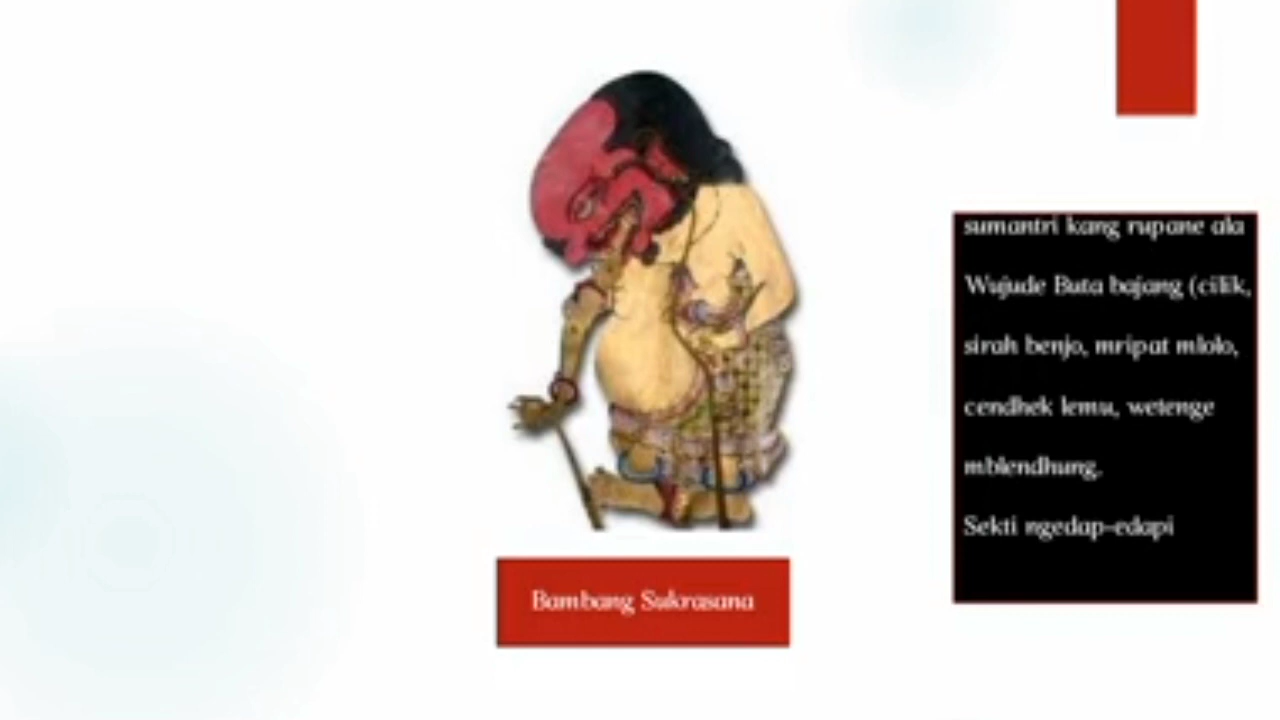 sumantri kang rupane ala
Wujude Buta bajang (cilik,
sirah benjo, mripat mlolo,
cendhek lemu, wetenge
mblendhung.
Sekti ngedap-edapi
Bambang Sukrasana